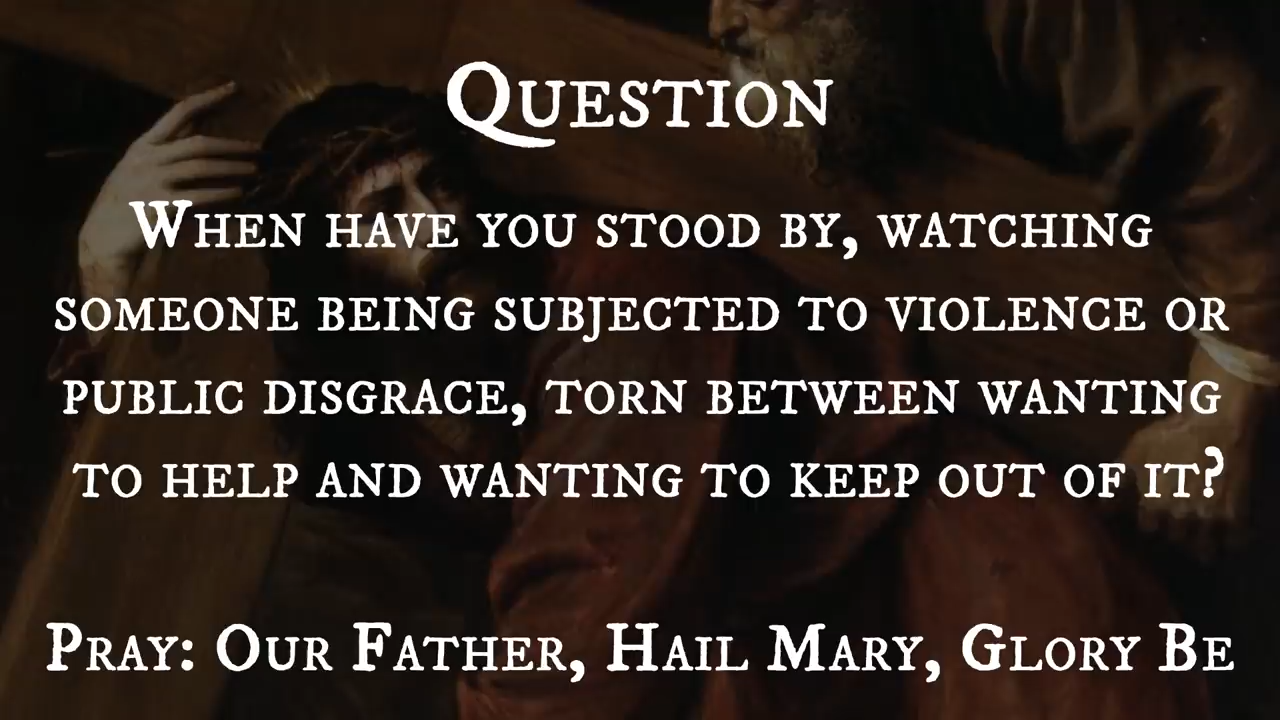 Question
When have you stood by, watching
someone being subjected to violence or
public disgrace, torn between wanting
to help and wanting to keep out of it?
Pray: Our Father, Hail Mary, Glory Be